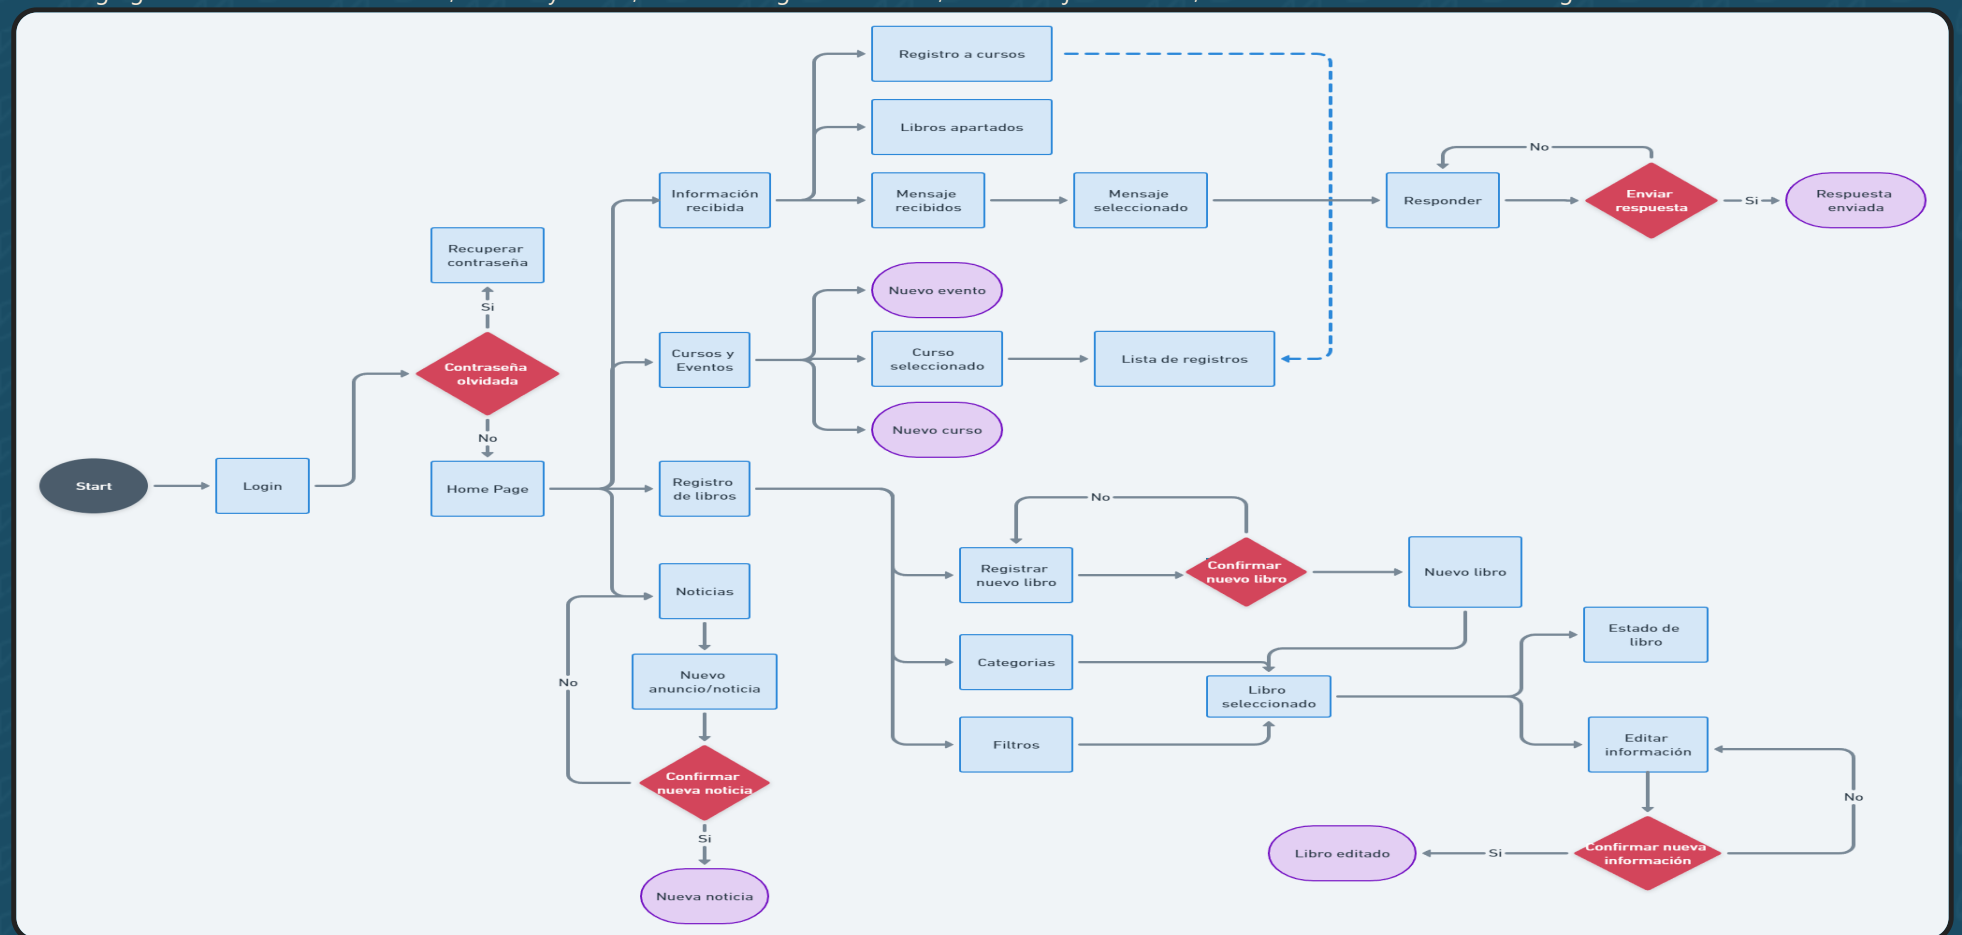 Registro a cursos
Libros apartados
Información
recibida
Mensaje
recibidos
Mensaje
seleccionado
Responder
No
Enviar
respuesta
Si
Respuesta
enviada
Recuperar
contraseña
Si
Contraseña
olvidada
No
Nuevo evento
Cursos y
Eventos
Curso
seleccionado
Lista de registros
Nuevo curso
Start
Login
Home Page
Registro
de libros
No
Registrar
nuevo libro
Confirmar
nuevo libro
Nuevo libro
Noticias
Categorias
Filtros
Libro
seleccionado
Estado de
libro
Editar
información
No
Confirmar nueva
información
Si
Libro editado
Nuevo
anuncio/noticia
No
Confirmar
nueva noticia
Si
Nueva noticia